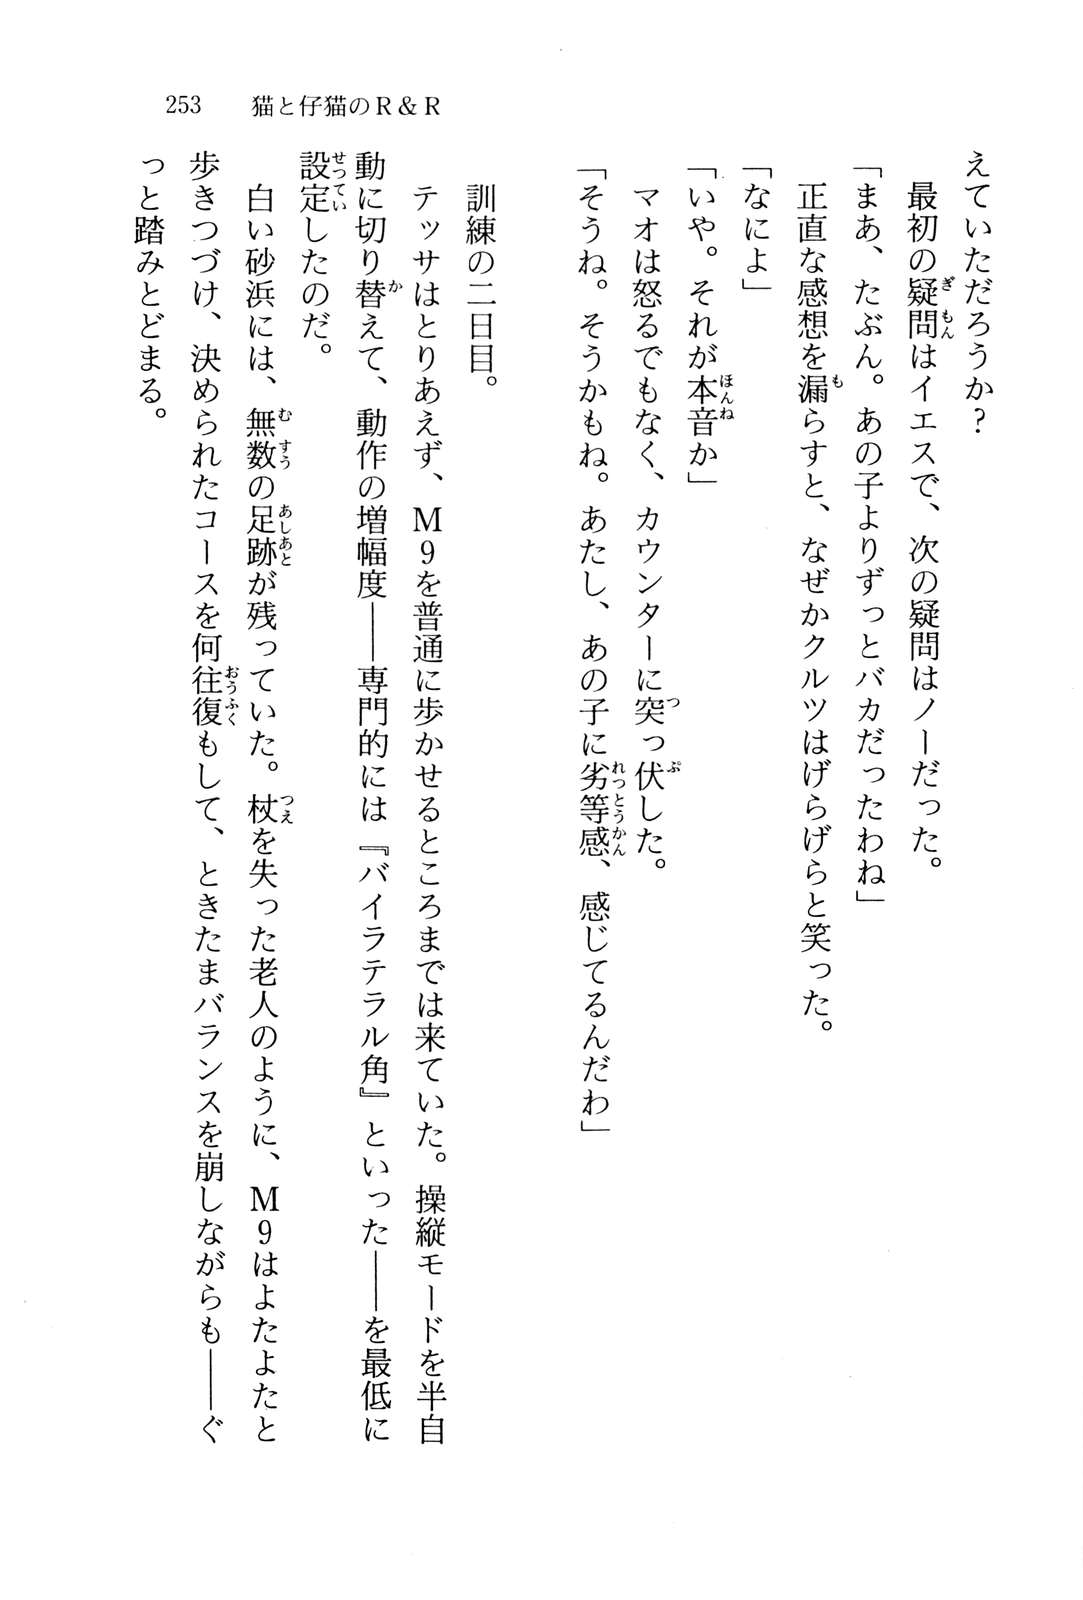 253　猫と仔猫のR＆R
えていただろうか？
　最初の疑問はイエスで、次の疑問はノーだった。
「まあ、たぶん。あの子よりずっとバカだったわね」
　正直な感想を漏らすと、なぜかクルツはげらげらと笑った。
「なによ」
「いや。それが本音か」
　マオは怒るでもなく、カウンターに突っ伏した。
「そうね。そうかもね。あたし、あの子に劣等感、感じてるんだわ」
　訓練の二日目。
　テッサはとりあえず、M9を普通に歩かせるところまでは来ていた。操縦モードを半自
動に切り替えて、動作の増幅度――専門的には『バイラテラル角』といった――を最低に
設定したのだ。
　白い砂浜には、無数の足跡が残っていた。杖を失った老人のように、M9はよたよたと
歩きつづけ、決められたコースを何往復もして、ときたまバランスを崩しながらも――ぐ
っと踏みとどまる。